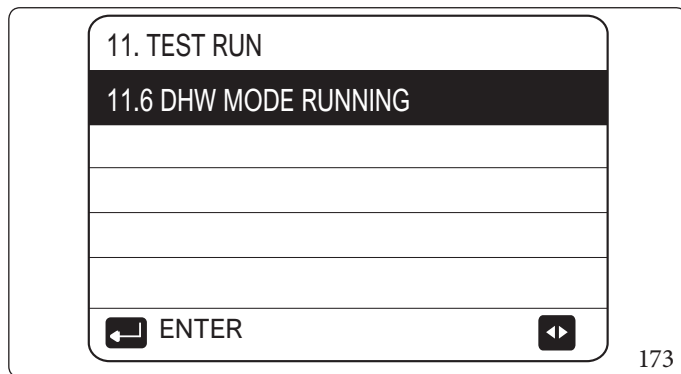 11. TEST RUN
11.6 DHW MODE RUNNING
ENTER
173